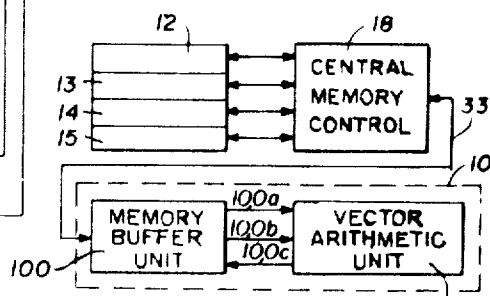 12
18
13
14
15
CENTRAL
MEMORY
CONTROL
33
10
100a
100b
100c
MEMORY
BUFFER
UNIT
VECTOR
ARITHMETIC
UNIT
100